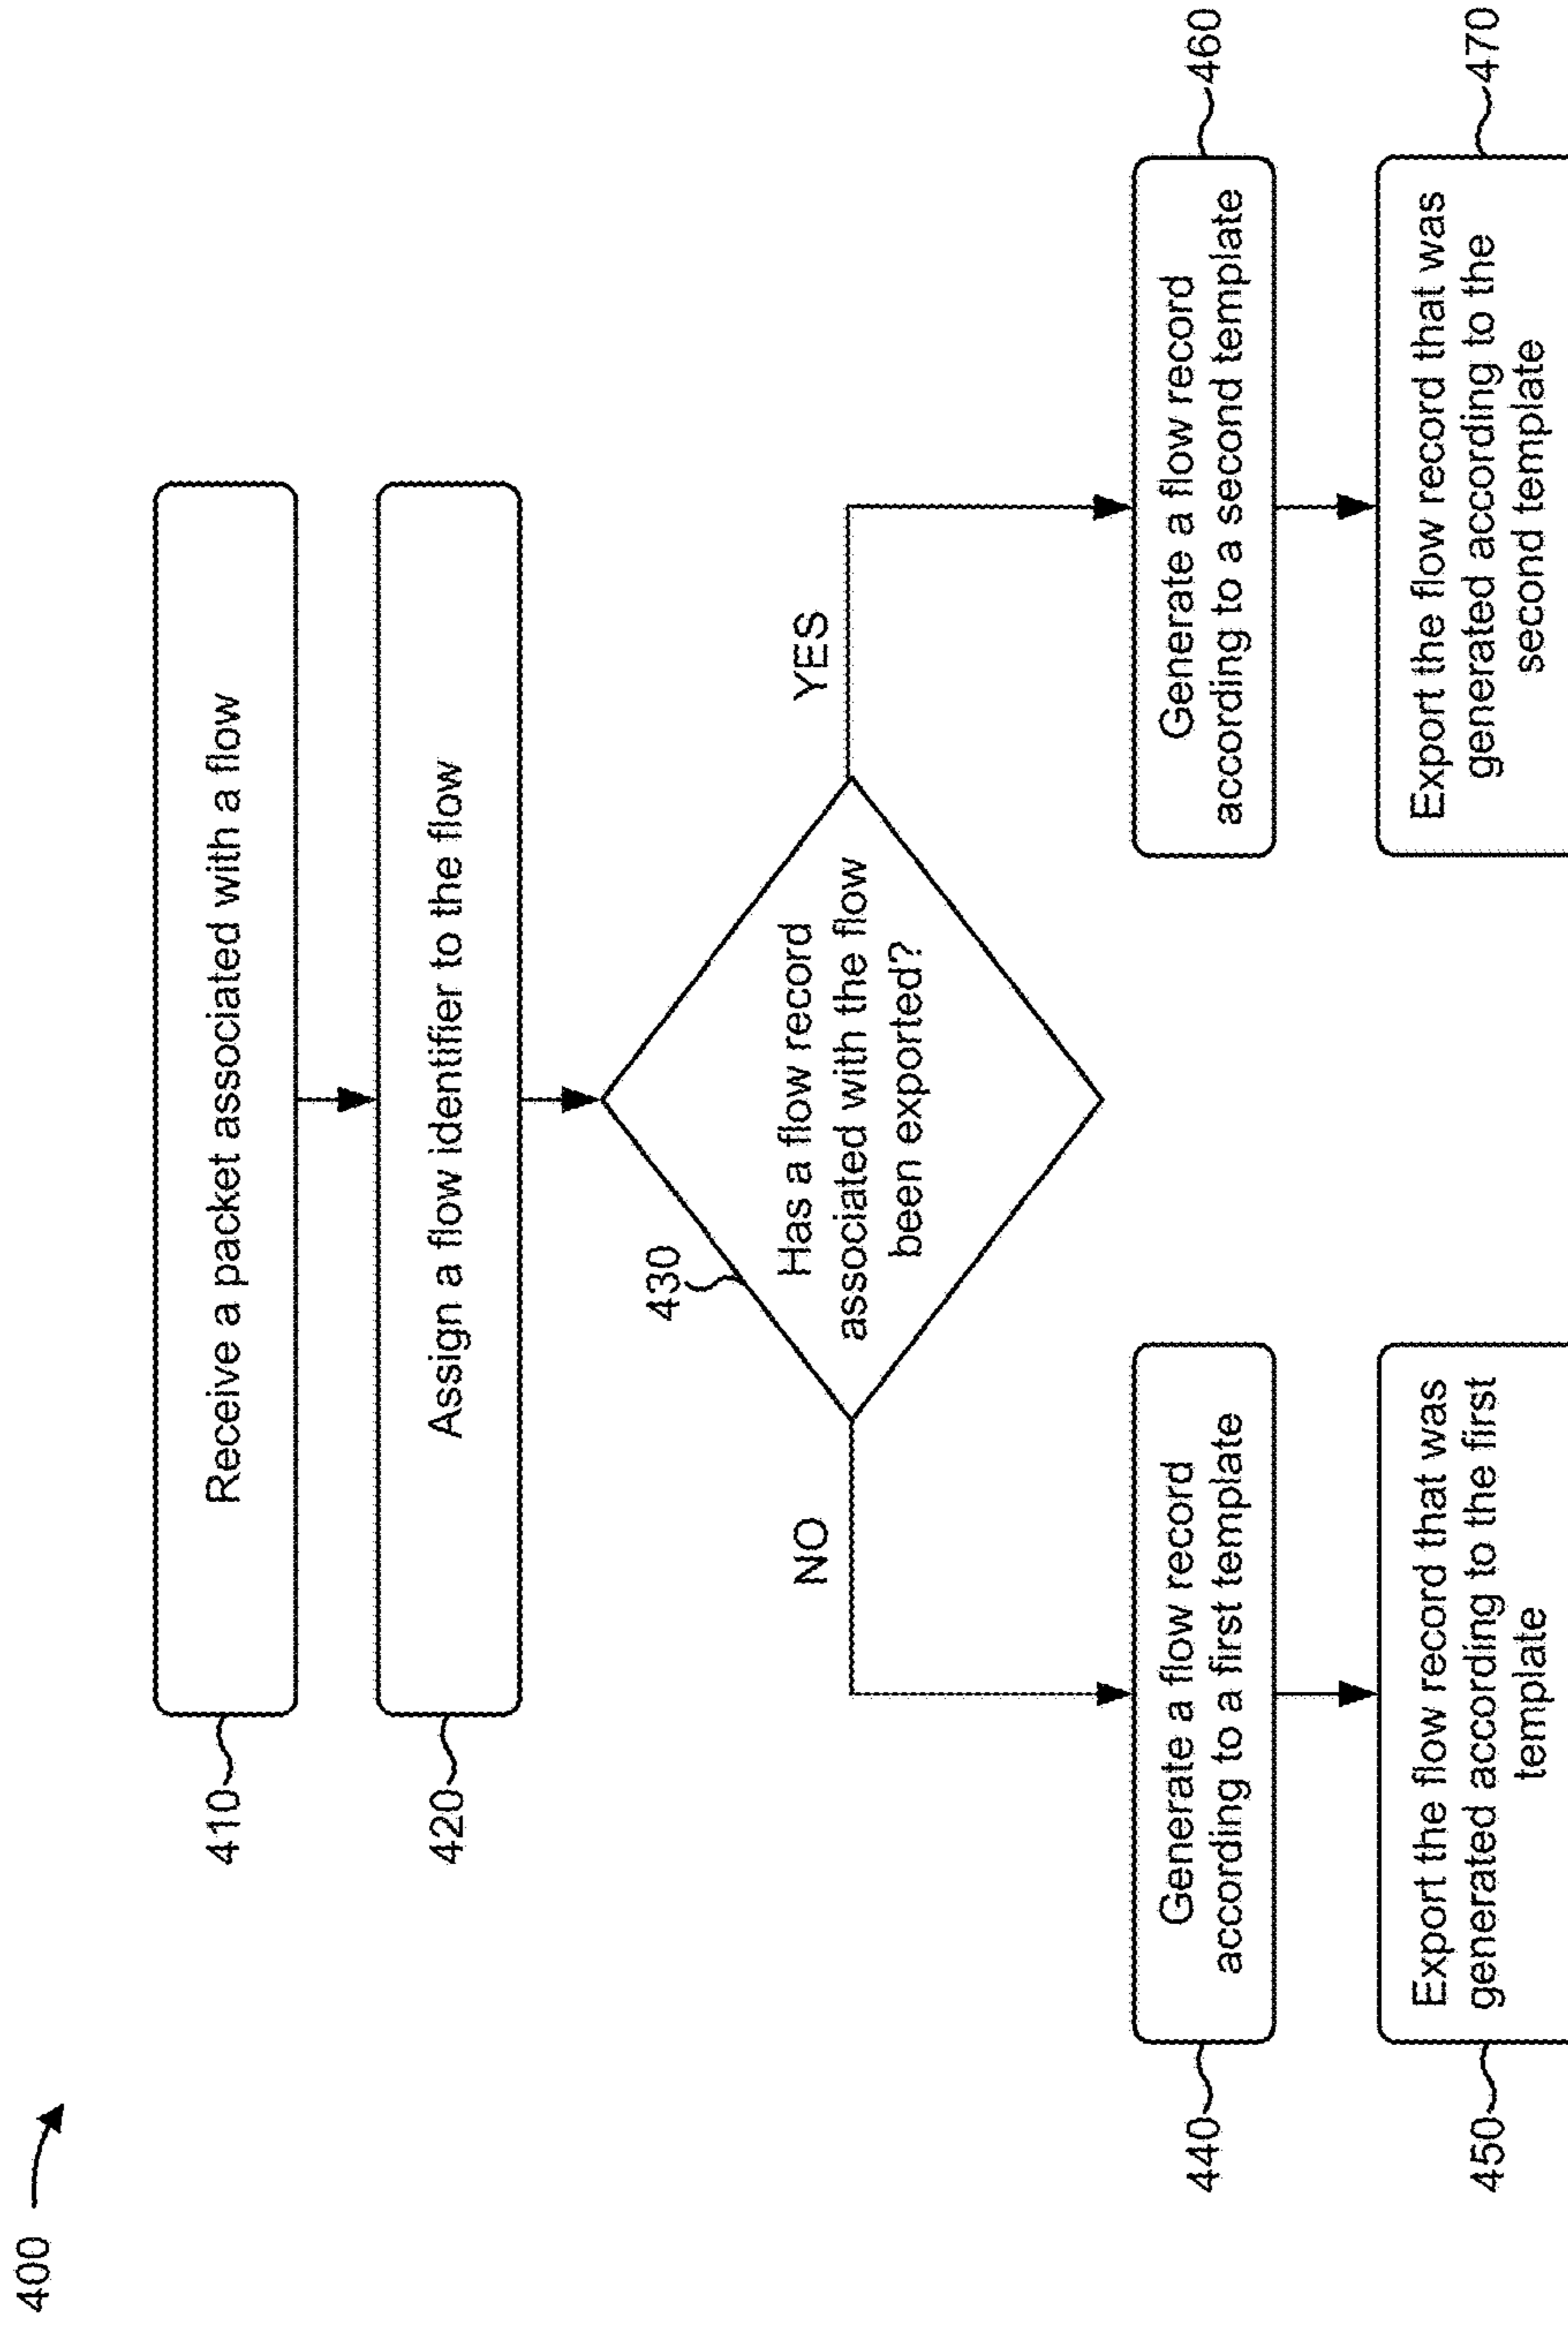 400
410
Receive a packet associated with a flow
420
Assign a flow identifier to the flow
430
Has a flow record
associated with the flow
been exported?
NO
YES
440
Generate a flow record
according to a first template
Generate a flow record
according to a second template
460
450
Export the flow record that was
generated according to the first
template
Export the flow record that was
generated according to the
second template
470